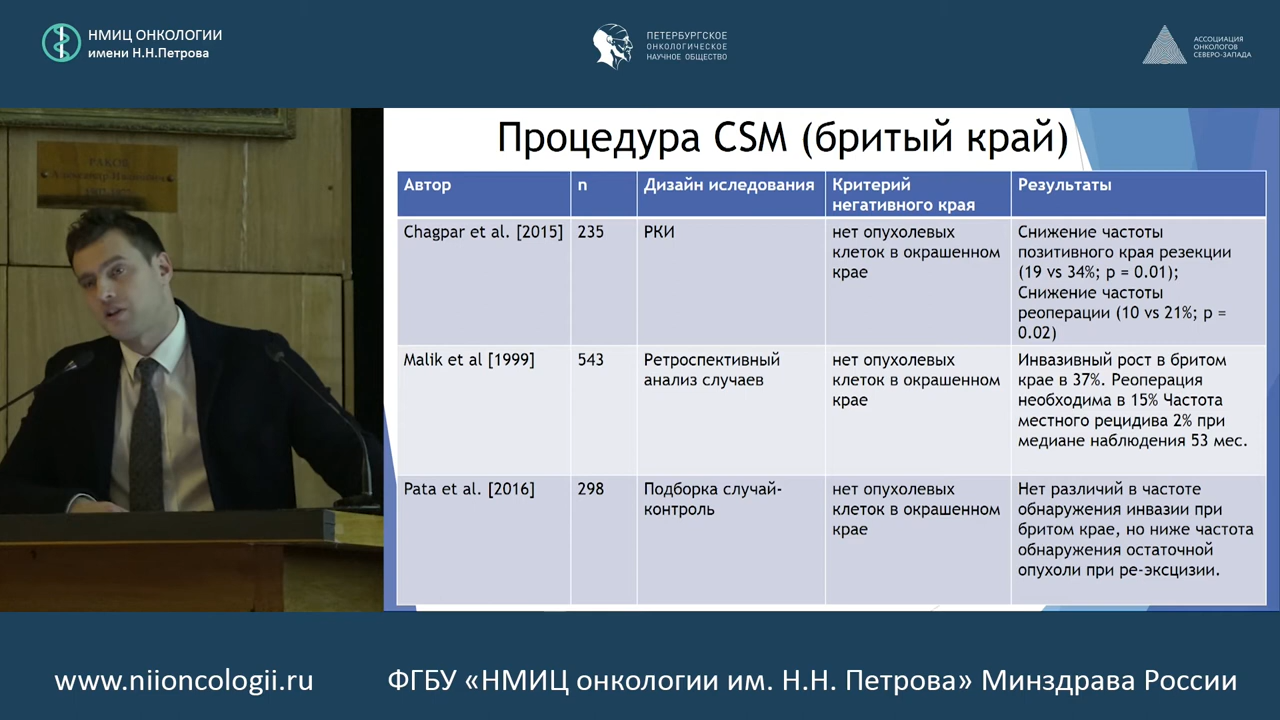 НМИЦ ОНКОЛОГИИ
имени Н.Н.Петрова
ПЕТЕРБУРГСКОЕ
ОНКОЛОГИЧЕСКОЕ
НАУЧНОЕ ОБЩЕСТВО
АССОЦИАЦИЯ
ОНКОЛОГОВ
СЕВЕРО-ЗАПАДА
РАКОВ
Александр Иванович
Процедура CSM (бритый край)
Автор
n
Дизайн иследования
Критерий
негативного края
Результаты
Chagpar et al. [2015]
235
РКИ
нет опухолевых
клеток в окрашенном
крае
Снижение частоты
позитивного края резекции
(19 vs 34%; p = 0.01);
Снижение частоты
реоперации (10 vs 21%; p =
0.02)
Malik et al [1999]
543
Ретроспективный
анализ случаев
нет опухолевых
клеток в окрашенном
крае
Инвазивный рост в бритом
крае в 37%. Реоперация
необходима в 15% Частота
местного рецидива 2% при
медиане наблюдения 53 мес.
Pata et al. [2016]
298
Подборка случай-
контроль
нет опухолевых
клеток в окрашенном
крае
Нет различий в частоте
обнаружения инвазии при
бритом крае, но ниже частота
обнаружения остаточной
опухоли при ре-эксцизии.
www.niioncologii.ru
ФГБУ «НМИЦ онкологии им. Н.Н. Петрова» Минздрава России